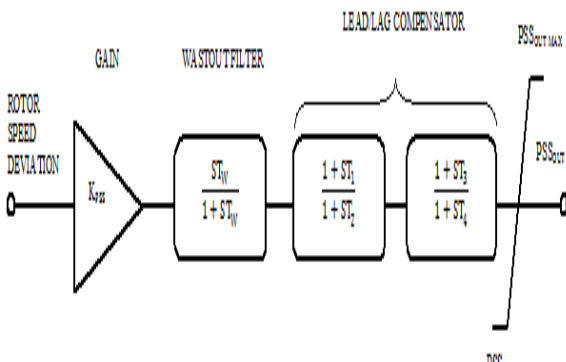 LEAD/LAG COMPENSATOR
PSS_OUT MAX
GAIN
WASTOUT FILTER
ROTOR
SPEED
DEVIATION
PSS_OUT
K_PSS
ST_W
1 + ST_W
1 + ST_1
1 + ST_2
1 + ST_3
1 + ST_4